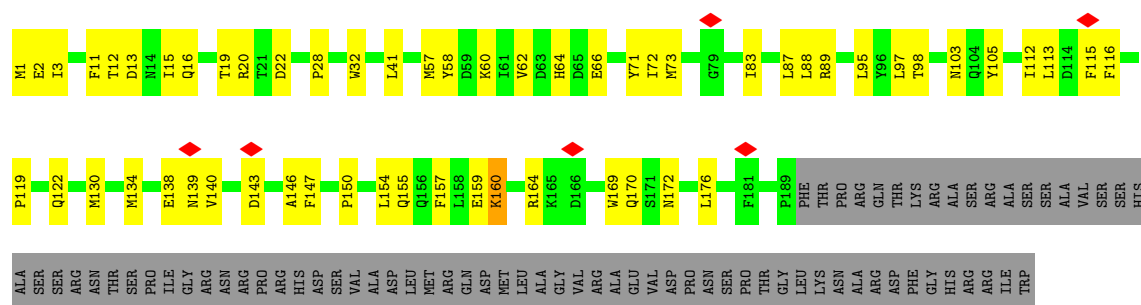 M1 E2 I3 F11 T12 D13 N14 I15 Q16 T19 R20 T21 D22 P28 W32 L41 M57 Y58 D59 K60 I61 V62 D63 H64 D65 E66 Y71 I72 M73 G79 I83 L87 L88 R89 L95 Y96 L97 T98 N103 Q104 Y105 I112 L113 D114 F115 F116
P119 Q122 M130 M134 E138 N139 V140 D143 A146 F147 P150 L154 Q155 Q156 F157 L158 E159 K160 R164 K165 D166 W169 Q170 S171 N172 L176 F181 P189 PHE THR PRO ARG GLN THR LYS ARG ALA SER ARG ALA SER SER ALA VAL SER SER HIS
ALA SER SER ARG ASN THR SER PRO ILE GLY ARG ASN ARG PRO ARG HIS ASP SER VAL ALA ASP LEU MET ARG GLN ASP MET LEU ALA GLY VAL ARG ALA GLU VAL ASP PRO ASN SER PRO THR GLY LEU LYS ASN ALA ARG ASP PHE GLY HIS ARG ARG ILE TRP